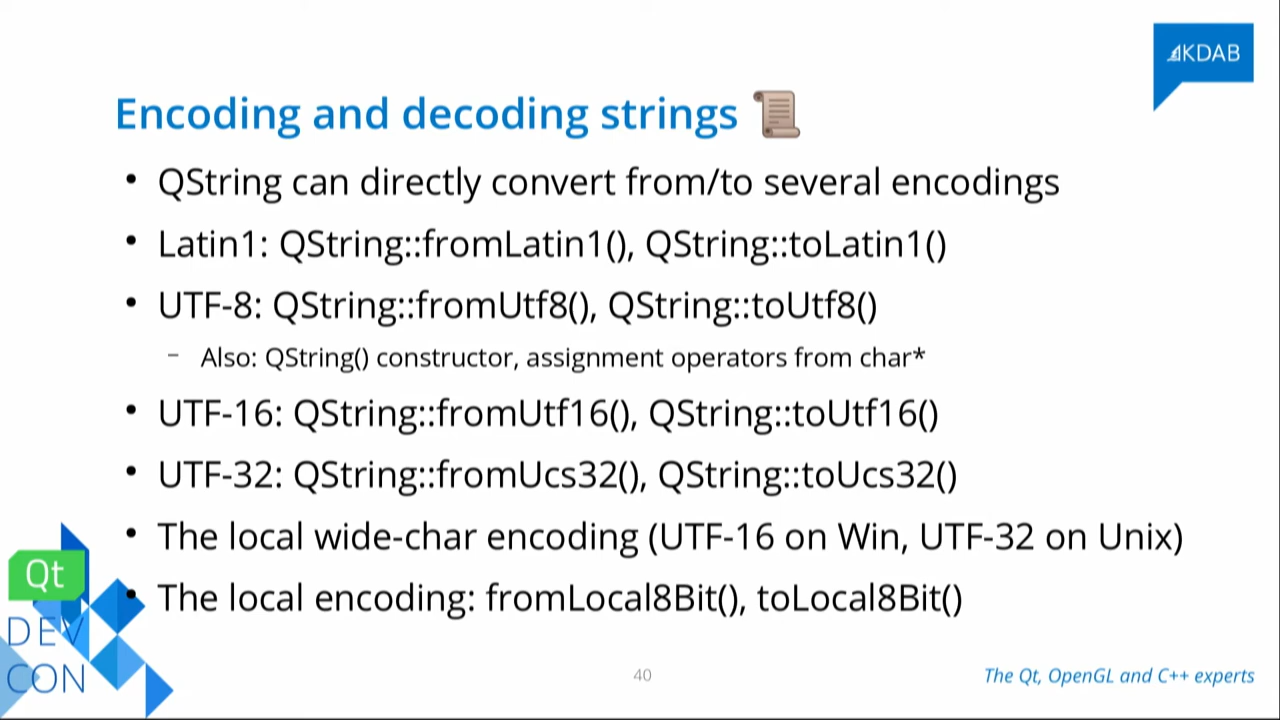 KDAB
Encoding and decoding strings 📜
• QString can directly convert from/to several encodings
• Latin1: QString::fromLatin1(), QString::toLatin1()
• UTF-8: QString::fromUtf8(), QString::toUtf8()
– Also: QString() constructor, assignment operators from char*
• UTF-16: QString::fromUtf16(), QString::toUtf16()
• UTF-32: QString::fromUcs32(), QString::toUcs32()
• The local wide-char encoding (UTF-16 on Win, UTF-32 on Unix)
• The local encoding: fromLocal8Bit(), toLocal8Bit()
Qt
DEV
CON
40
The Qt, OpenGL and C++ experts